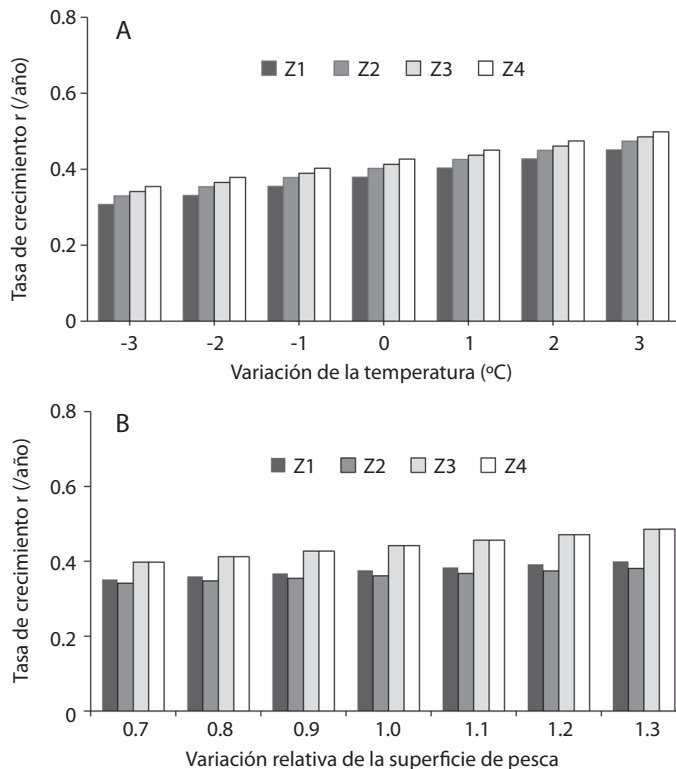 A
Z1 Z2 Z3 Z4
Tasa de crecimiento r (/año)
0.8
0.6
0.4
0.2
0
-3 -2 -1 0 1 2 3
Variación de la temperatura (ºC)
B
Z1 Z2 Z3 Z4
Tasa de crecimiento r (/año)
0.8
0.6
0.4
0.2
0
0.7 0.8 0.9 1.0 1.1 1.2 1.3
Variación relativa de la superficie de pesca